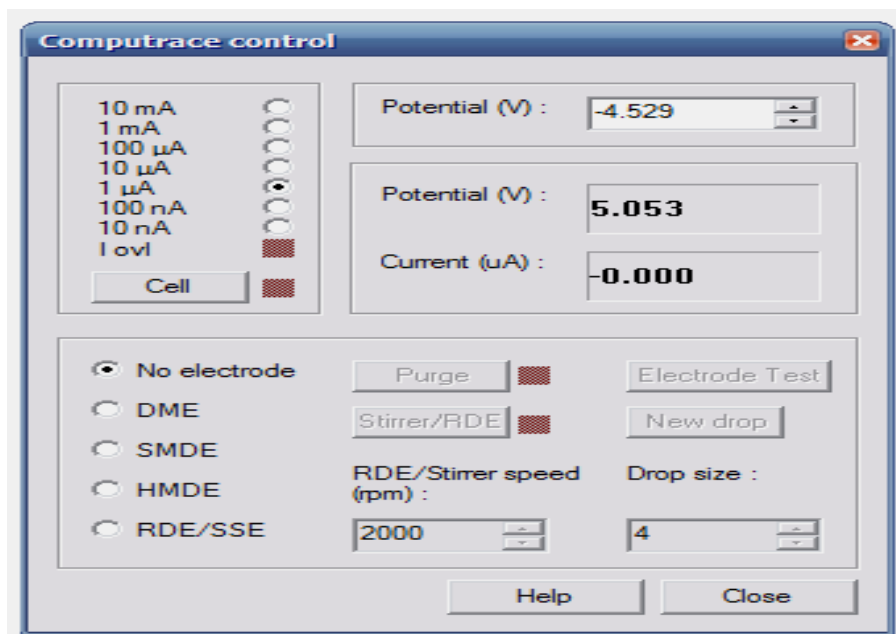 Computrace control
10 mA
1 mA
100 µA
10 µA
1 µA
100 nA
10 nA
I ovl
Cell
Potential (V) :
-4.529
Potential (V) :
5.053
Current (uA) :
-0.000
No electrode
DME
SMDE
HMDE
RDE/SSE
Purge
Electrode Test
Stirrer/RDE
New drop
RDE/Stirrer speed
(rpm) :
Drop size :
2000
4
Help
Close